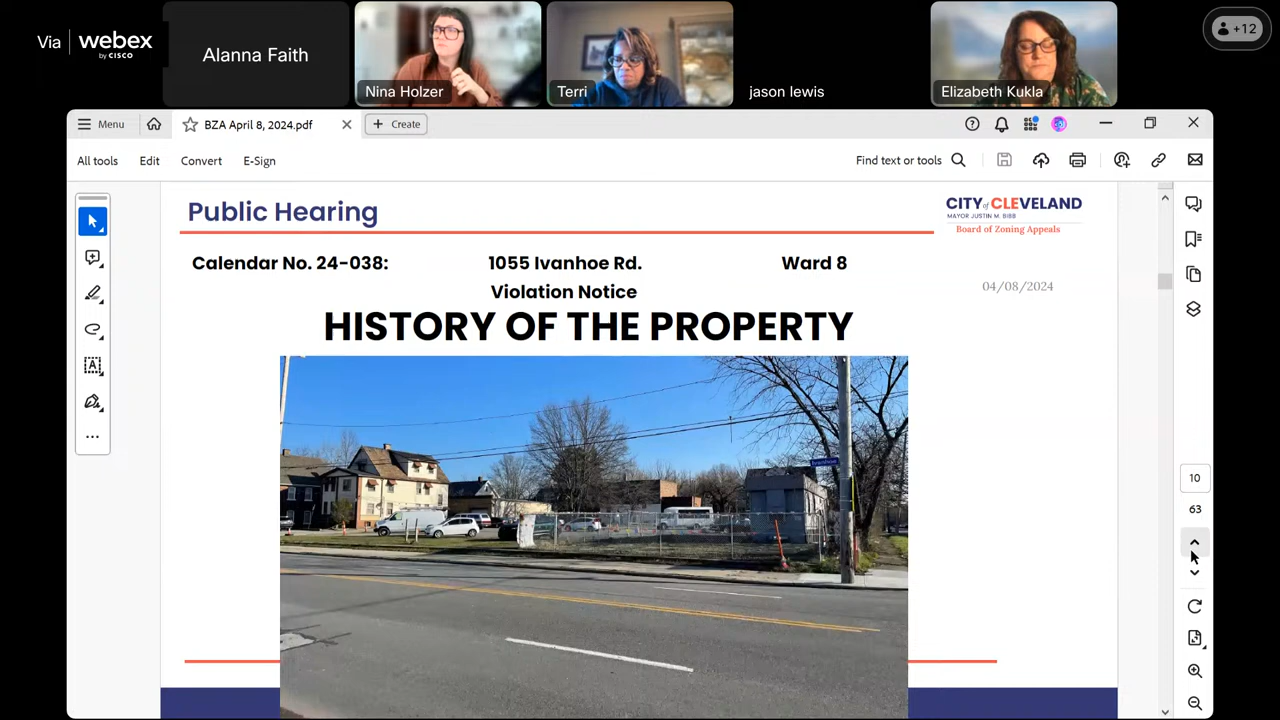 Via webex
by CISCO
Alanna Faith
Nina Holzer
Terri
jason lewis
Elizabeth Kukla
+12
Menu
BZA April 8, 2024.pdf
Create
All tools
Edit
Convert
E-Sign
Find text or tools
Public Hearing
CITY of CLEVELAND
MAYOR JUSTIN M. BIBB
Board of Zoning Appeals
Calendar No. 24-038:
1055 Ivanhoe Rd.
Ward 8
Violation Notice
04/08/2024
HISTORY OF THE PROPERTY
10
63